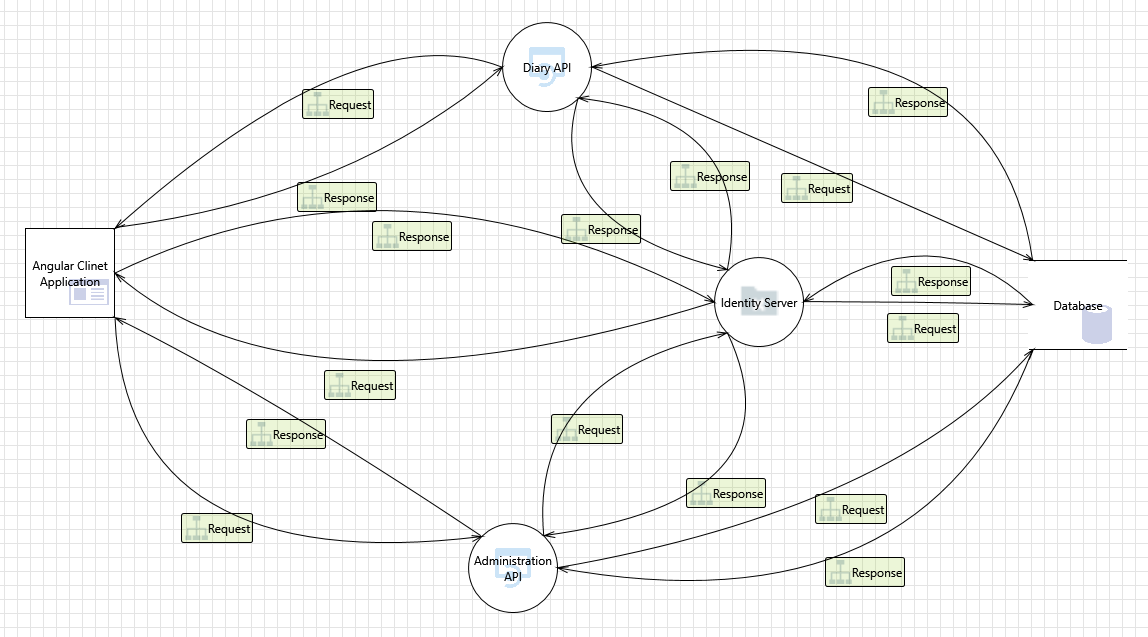 Diary API
Request
Response
Response
Request
Response
Response
Response
Angular Clinet
Application
Identity Server
Response
Database
Request
Request
Response
Request
Response
Request
Request
Administration
API
Response